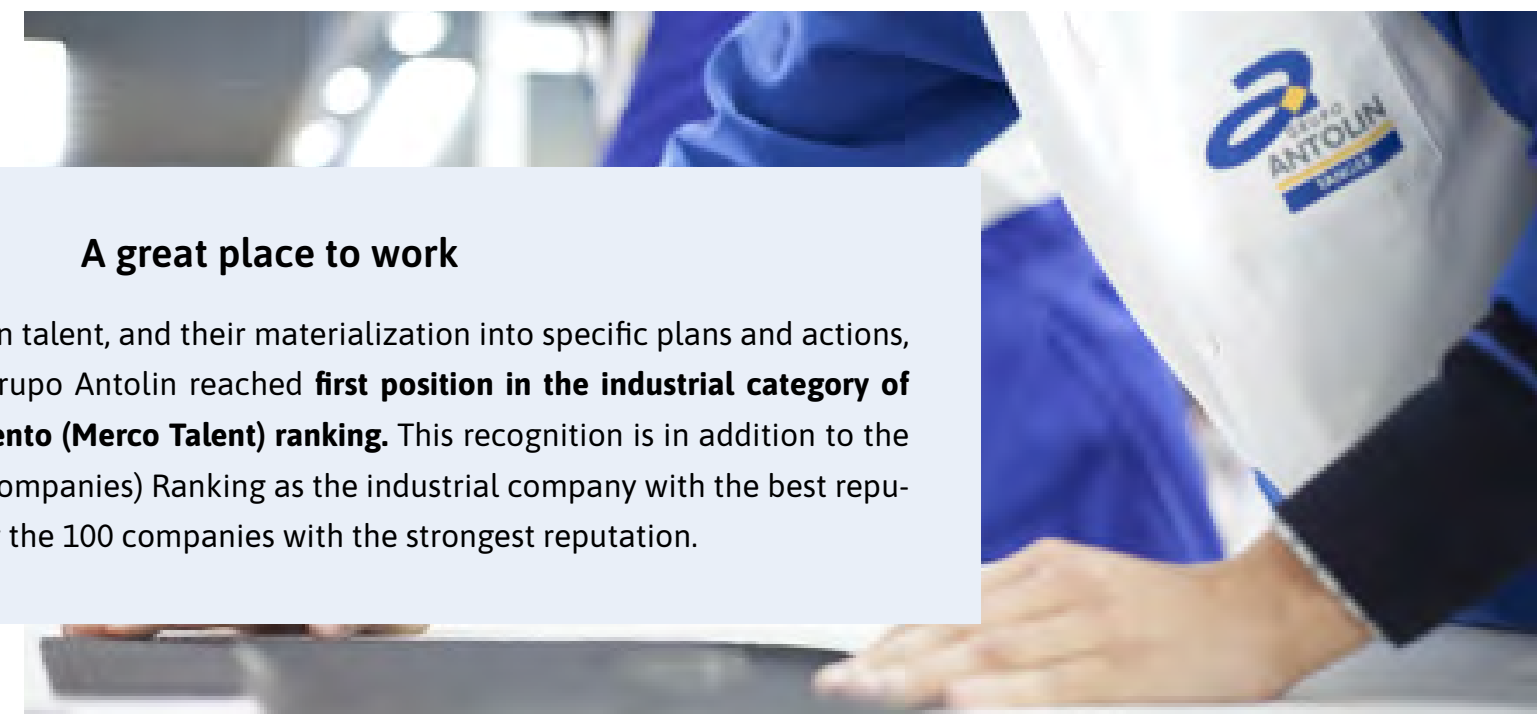 GRUPO
ANTOLIN
A great place to work
n talent, and their materialization into specific plans and actions,
rupo Antolin reached first position in the industrial category of
ento (Merco Talent) ranking. This recognition is in addition to the
ompanies) Ranking as the industrial company with the best repu-
the 100 companies with the strongest reputation.